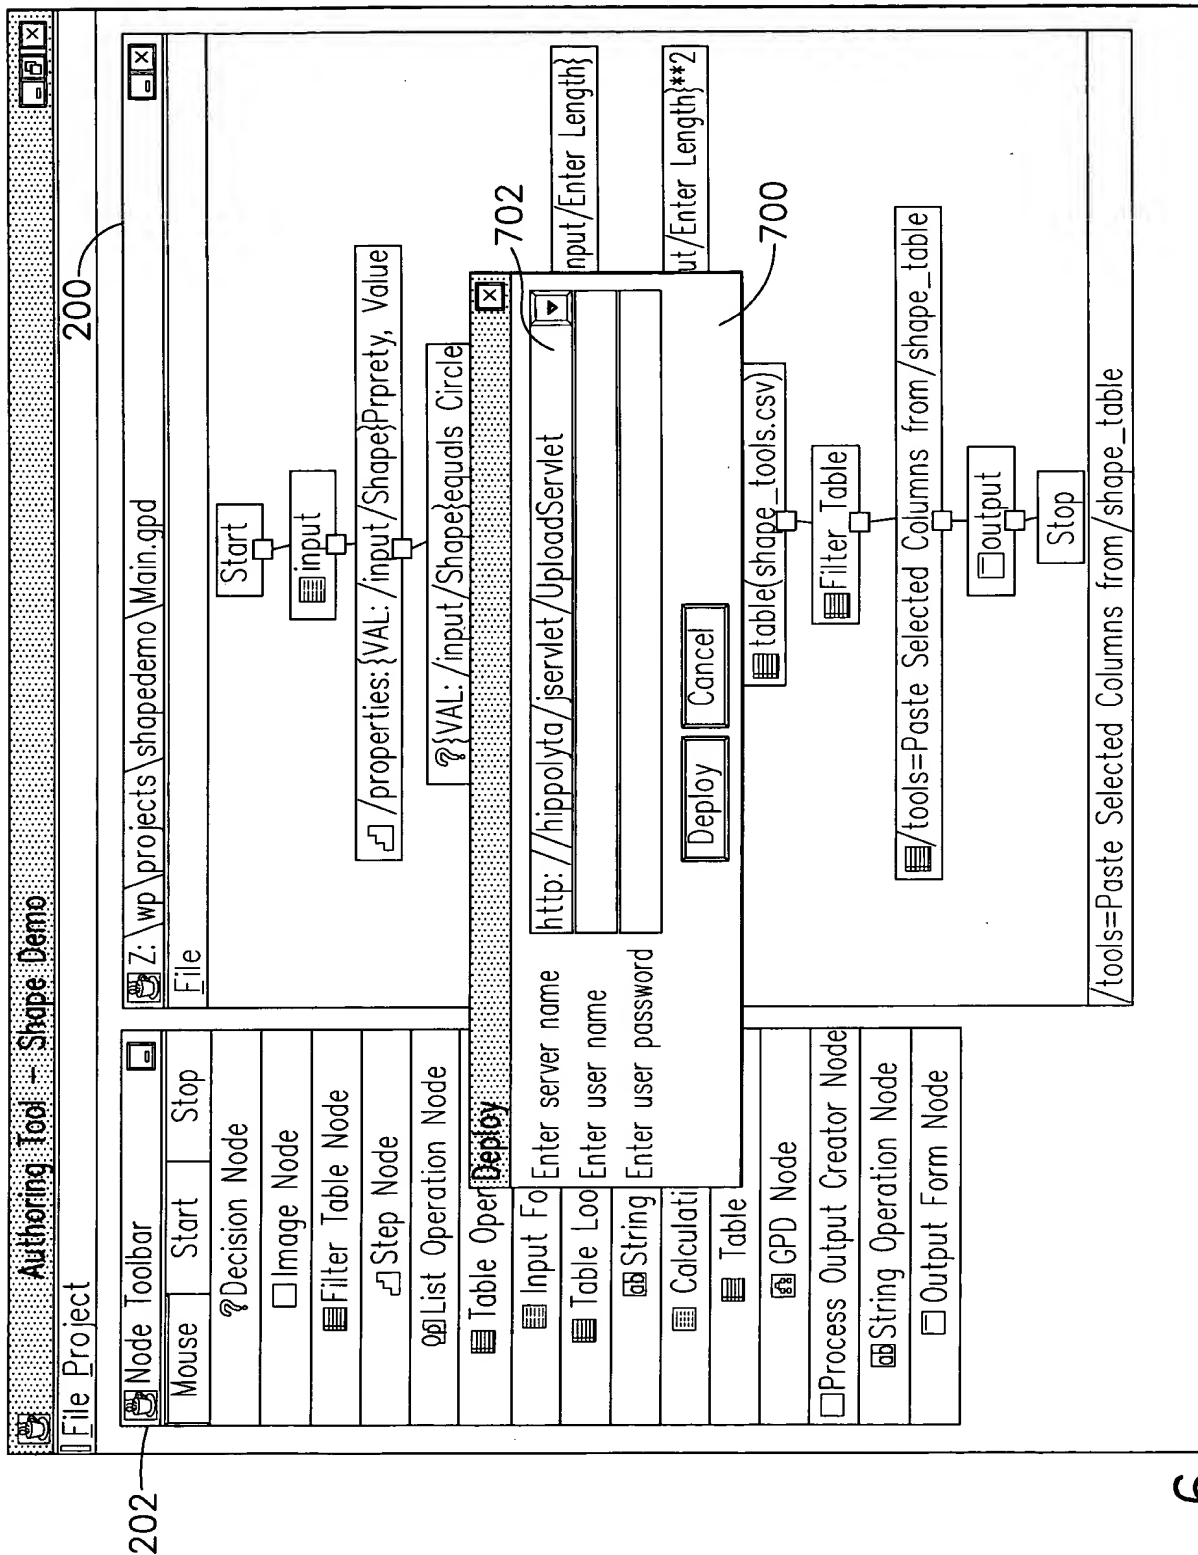 Authoring Tool – Shape Demo
File Project
202
Node Toolbar
Mouse Start Stop
?Decision Node
Image Node
Filter Table Node
Step Node
List Operation Node
Table Oper
Input Fo
Table Loo
ab String
Calculati
Table
GPD Node
Process Output Creator Node
ab String Operation Node
Output Form Node
200
Z: \wp\projects\shapedemo\Main.gpd
File
Start
input
/properties: {VAL: /input/Shape}Prprety, Value
?{VAL: /input/Shape}equals Circle
nput/Enter Length}
ut/Enter Length}**2
Deploy
702
Enter server name
http: //hippolyta/jservlet/UploadServlet
Enter user name
Enter user password
Deploy Cancel
700
table(shape_tools.csv)
Filter Table
/tools=Paste Selected Columns from/shape_table
output
Stop
/tools=Paste Selected Columns from/shape_table